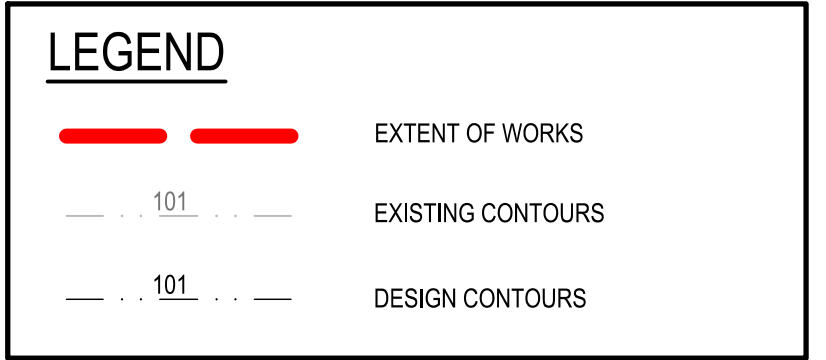 LEGEND
EXTENT OF WORKS
101 EXISTING CONTOURS
101 DESIGN CONTOURS